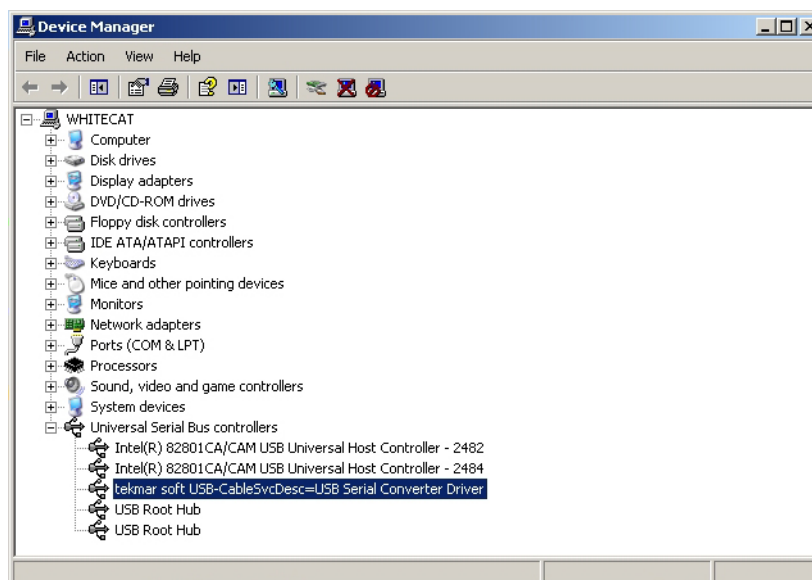 Device Manager
File Action View Help
WHITECAT
Computer
Disk drives
Display adapters
DVD/CD-ROM drives
Floppy disk controllers
IDE ATA/ATAPI controllers
Keyboards
Mice and other pointing devices
Monitors
Network adapters
Ports (COM & LPT)
Processors
Sound, video and game controllers
System devices
Universal Serial Bus controllers
Intel(R) 82801CA/CAM USB Universal Host Controller - 2482
Intel(R) 82801CA/CAM USB Universal Host Controller - 2484
tekmar soft USB-CableSvcDesc=USB Serial Converter Driver
USB Root Hub
USB Root Hub